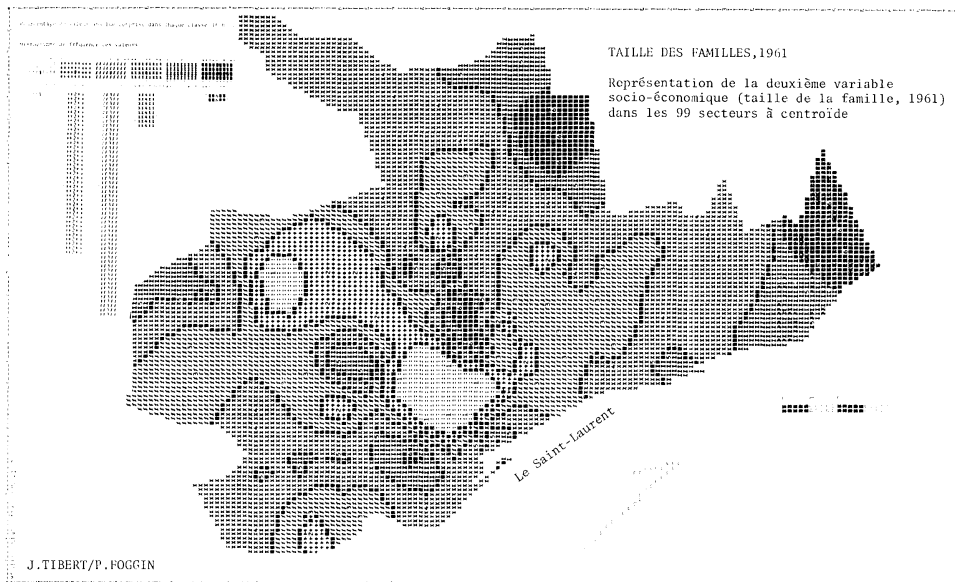 TAILLE DES FAMILLES,1961
Représentation de la deuxième variable
socio-économique (taille de la famille, 1961)
dans les 99 secteurs à centroïde
Le Saint-Laurent
J.TIBERT/P.FOGGIN